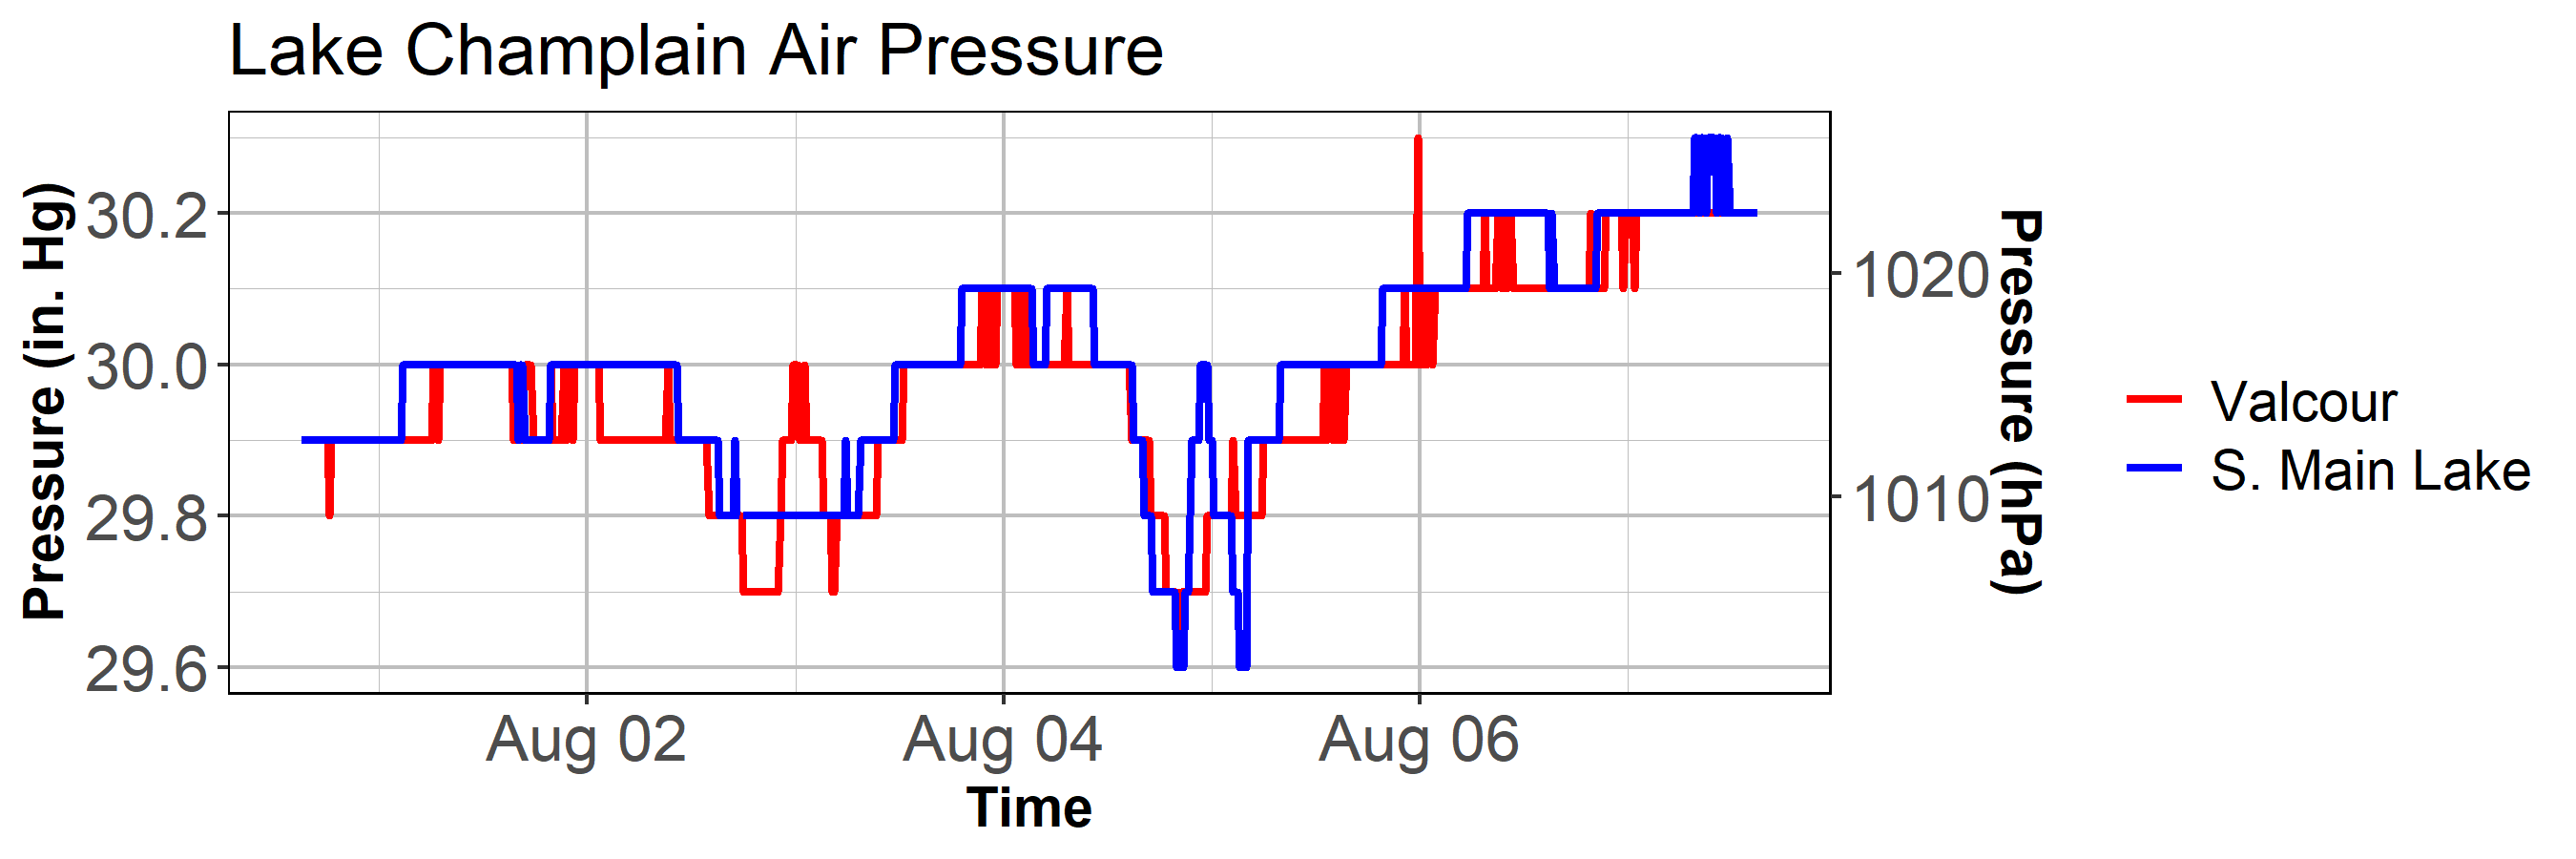 Lake Champlain Air Pressure
Pressure (in. Hg)
30.2
30.0
29.8
29.6
1020
1010
Pressure (hPa)
Aug 02
Aug 04
Aug 06
Time
Valcour
S. Main Lake